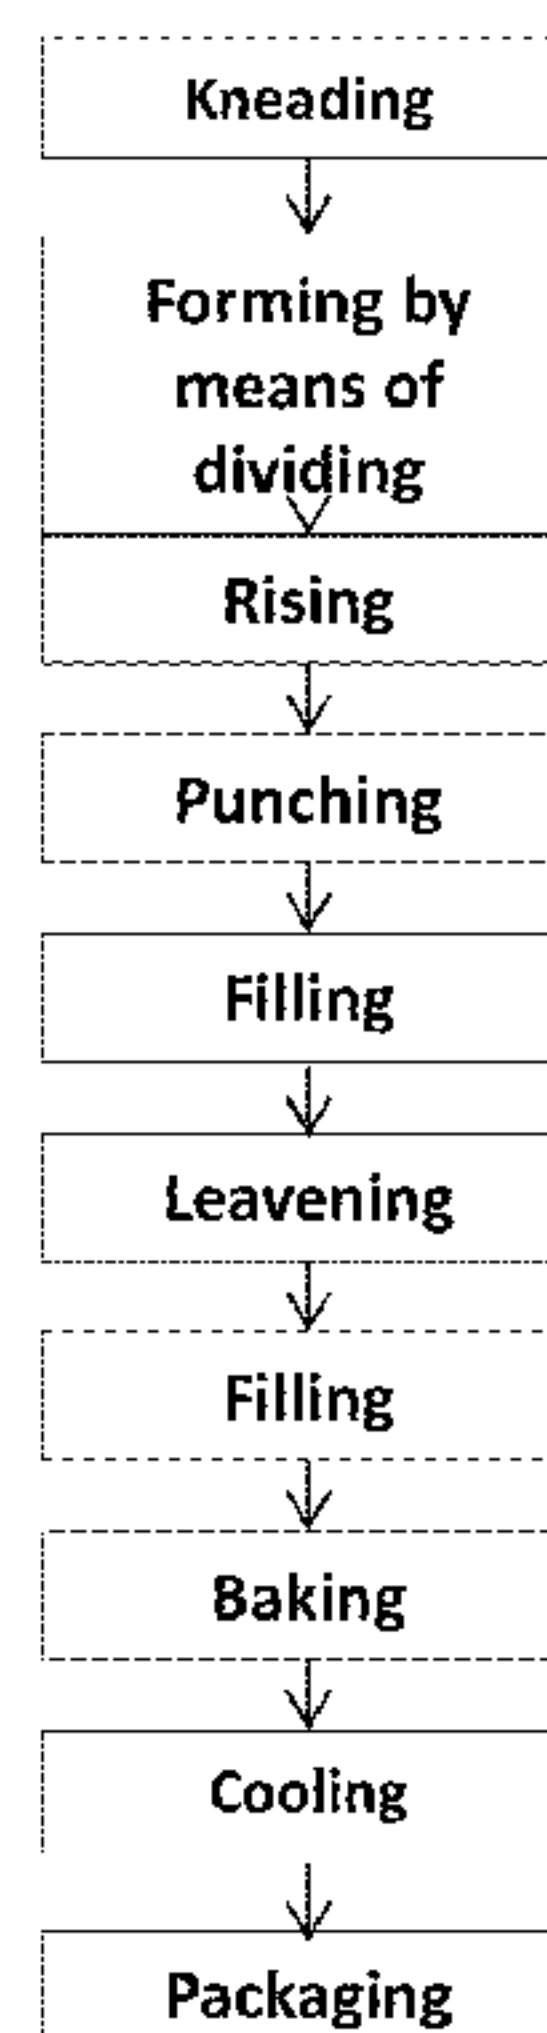 Kneading
Forming by
means of
dividing
Rising
Punching
Filling
Leavening
Filling
Baking
Cooling
Packaging